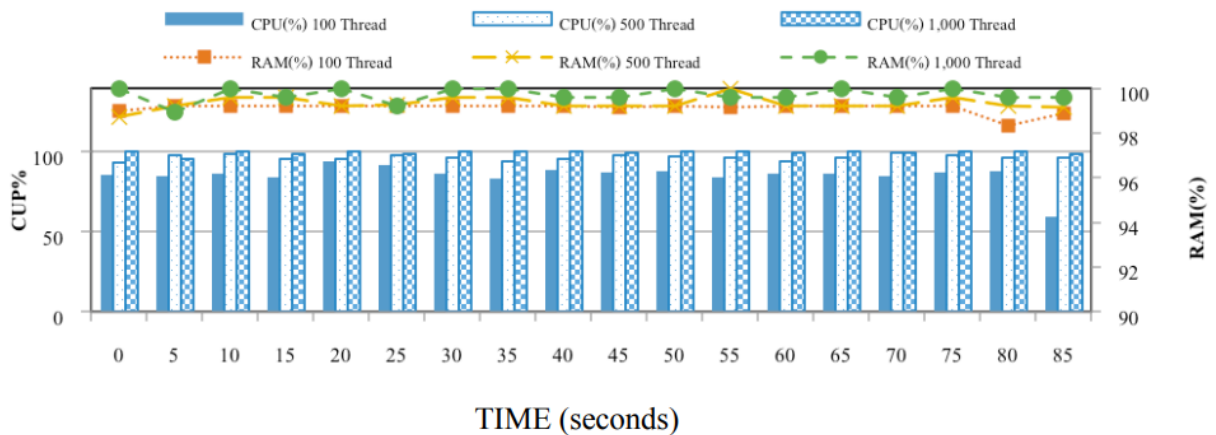 CPU(%) 100 Thread CPU(%) 500 Thread CPU(%) 1,000 Thread
RAM(%) 100 Thread RAM(%) 500 Thread RAM(%) 1,000 Thread
CUP%
100
50
0
100
98
96
94
92
90
RAM(%)
0 5 10 15 20 25 30 35 40 45 50 55 60 65 70 75 80 85
TIME (seconds)